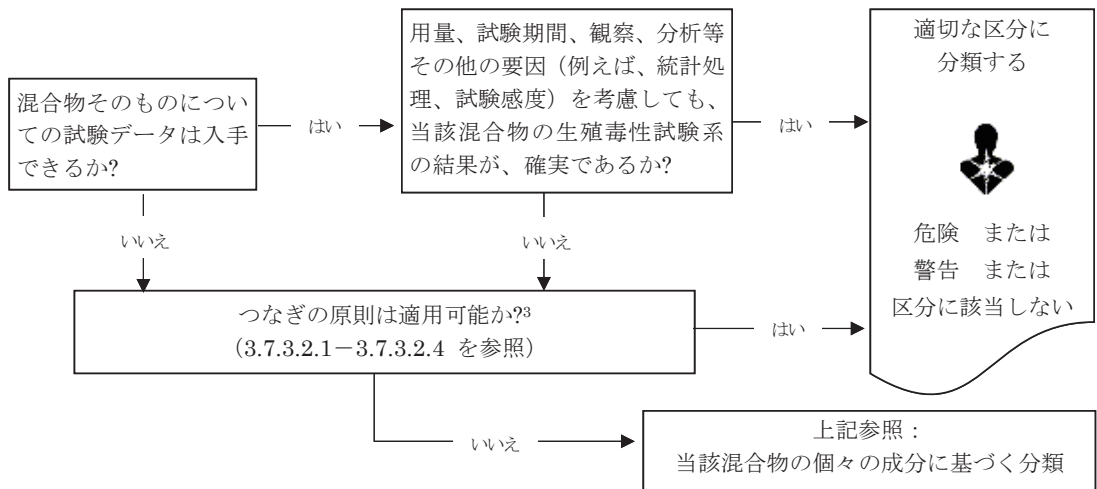 混合物そのものについ
ての試験データは入手
できるか?
はい
用量、試験期間、観察、分析等
その他の要因（例えば、統計処
理、試験感度）を考慮しても、
当該混合物の生殖毒性試験系
の結果が、確実であるか?
はい
適切な区分に
分類する
危険　または
警告　または
区分に該当しない
いいえ
いいえ
つなぎの原則は適用可能か?³
（3.7.3.2.1－3.7.3.2.4 を参照）
はい
いいえ
上記参照：
当該混合物の個々の成分に基づく分類